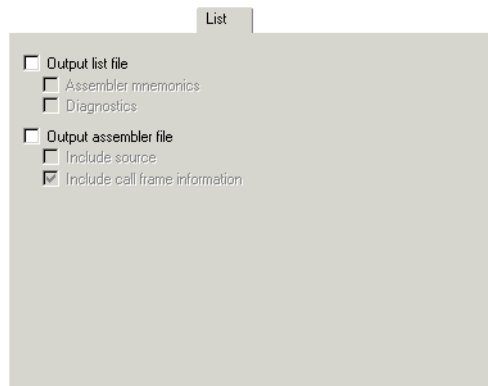 List
Output list file
Assembler mnemonics
Diagnostics
Output assembler file
Include source
Include call frame information